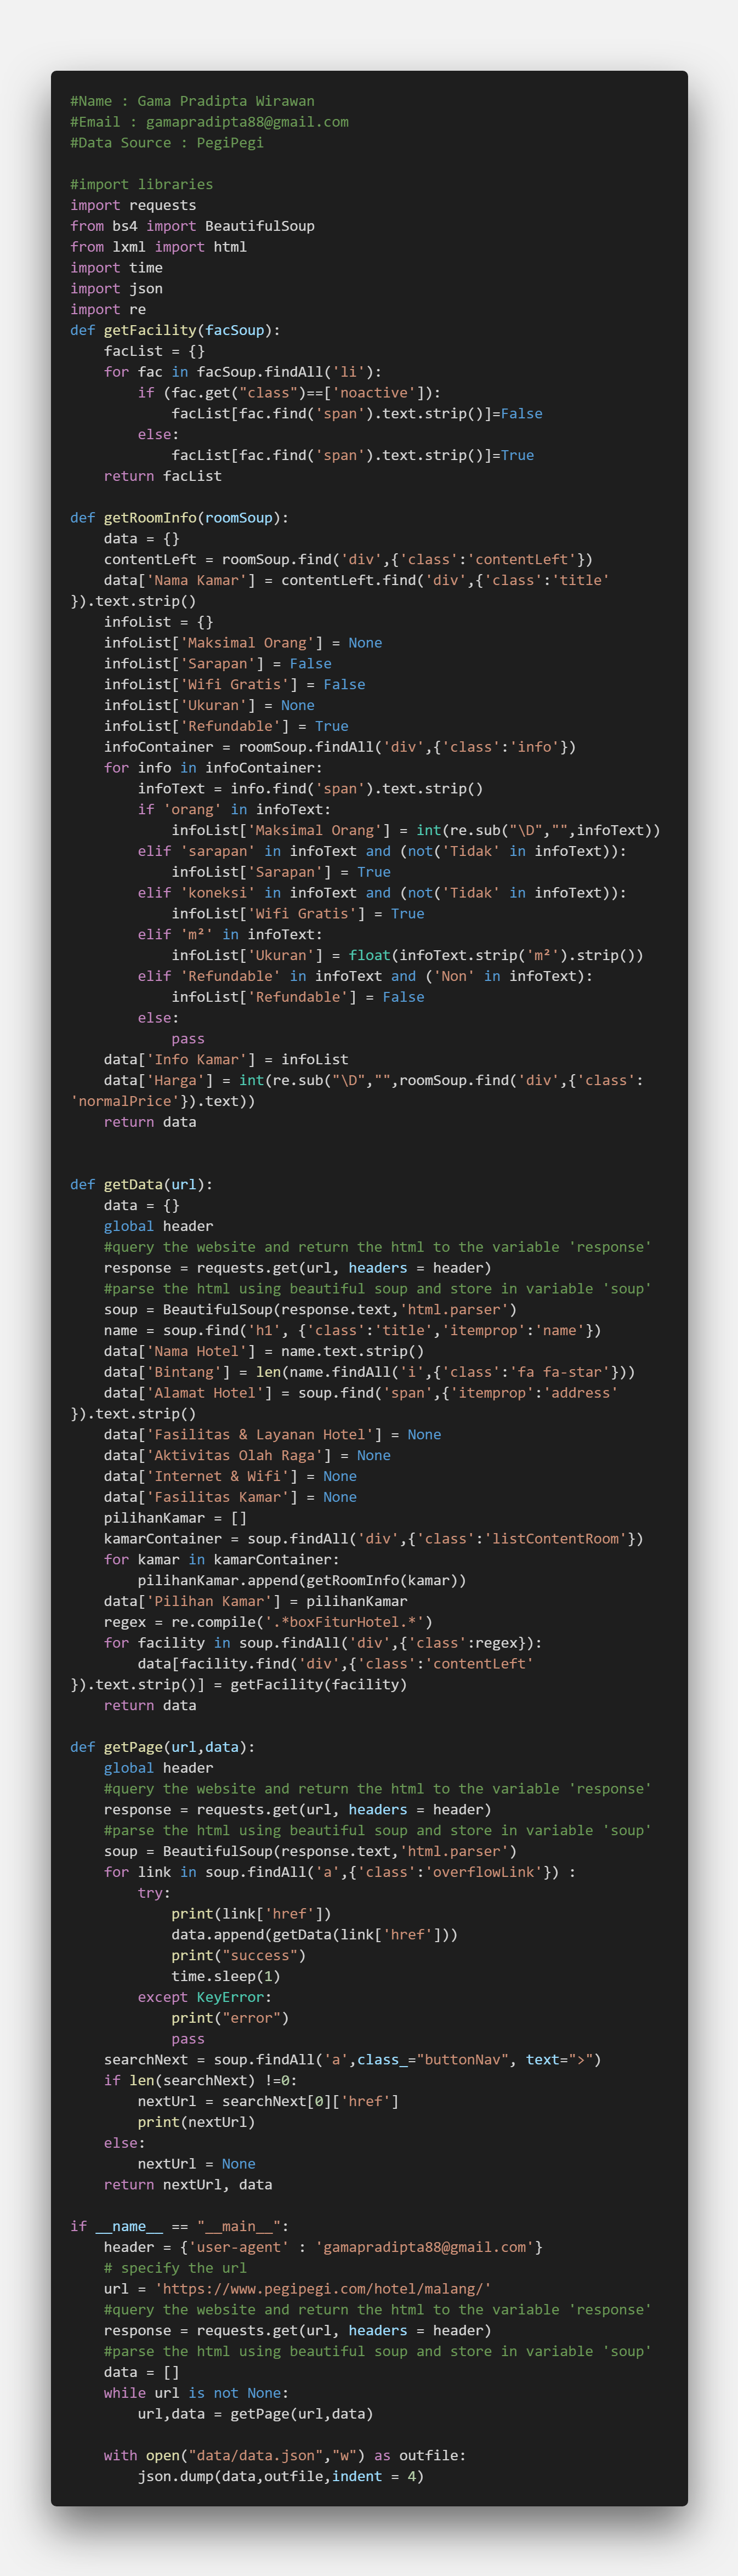 #Name : Gama Pradipta Wirawan
#Email : gamapradipta88@gmail.com
#Data Source : PegiPegi

#import libraries
import requests
from bs4 import BeautifulSoup
from lxml import html
import time
import json
import re
def getFacility(facSoup):
    facList = {}
    for fac in facSoup.findAll('li'):
        if (fac.get("class")==['noactive']):
            facList[fac.find('span').text.strip()]=False
        else:
            facList[fac.find('span').text.strip()]=True
    return facList

def getRoomInfo(roomSoup):
    data = {}
    contentLeft = roomSoup.find('div',{'class':'contentLeft'})
    data['Nama Kamar'] = contentLeft.find('div',{'class':'title'
}).text.strip()
    infoList = {}
    infoList['Maksimal Orang'] = None
    infoList['Sarapan'] = False
    infoList['Wifi Gratis'] = False
    infoList['Ukuran'] = None
    infoList['Refundable'] = True
    infoContainer = roomSoup.findAll('div',{'class':'info'})
    for info in infoContainer:
        infoText = info.find('span').text.strip()
        if 'orang' in infoText:
            infoList['Maksimal Orang'] = int(re.sub("\D","",infoText))
        elif 'sarapan' in infoText and (not('Tidak' in infoText)):
            infoList['Sarapan'] = True
        elif 'koneksi' in infoText and (not('Tidak' in infoText)):
            infoList['Wifi Gratis'] = True
        elif 'm²' in infoText:
            infoList['Ukuran'] = float(infoText.strip('m²').strip())
        elif 'Refundable' in infoText and ('Non' in infoText):
            infoList['Refundable'] = False
        else:
            pass
    data['Info Kamar'] = infoList
    data['Harga'] = int(re.sub("\D","",roomSoup.find('div',{'class':
'normalPrice'}).text))
    return data


def getData(url):
    data = {}
    global header
    #query the website and return the html to the variable 'response'
    response = requests.get(url, headers = header)
    #parse the html using beautiful soup and store in variable 'soup'
    soup = BeautifulSoup(response.text,'html.parser')
    name = soup.find('h1', {'class':'title','itemprop':'name'})
    data['Nama Hotel'] = name.text.strip()
    data['Bintang'] = len(name.findAll('i',{'class':'fa fa-star'}))
    data['Alamat Hotel'] = soup.find('span',{'itemprop':'address'
}).text.strip()
    data['Fasilitas & Layanan Hotel'] = None
    data['Aktivitas Olah Raga'] = None
    data['Internet & Wifi'] = None
    data['Fasilitas Kamar'] = None
    pilihanKamar = []
    kamarContainer = soup.findAll('div',{'class':'listContentRoom'})
    for kamar in kamarContainer:
        pilihanKamar.append(getRoomInfo(kamar))
    data['Pilihan Kamar'] = pilihanKamar
    regex = re.compile('.*boxFiturHotel.*')
    for facility in soup.findAll('div',{'class':regex}):
        data[facility.find('div',{'class':'contentLeft'
}).text.strip()] = getFacility(facility)
    return data

def getPage(url,data):
    global header
    #query the website and return the html to the variable 'response'
    response = requests.get(url, headers = header)
    #parse the html using beautiful soup and store in variable 'soup'
    soup = BeautifulSoup(response.text,'html.parser')
    for link in soup.findAll('a',{'class':'overflowLink'}) :
        try:
            print(link['href'])
            data.append(getData(link['href']))
            print("success")
            time.sleep(1)
        except KeyError:
            print("error")
            pass
    searchNext = soup.findAll('a',class_="buttonNav", text=">")
    if len(searchNext) !=0:
        nextUrl = searchNext[0]['href']
        print(nextUrl)
    else:
        nextUrl = None
    return nextUrl, data

if __name__ == "__main__":
    header = {'user-agent' : 'gamapradipta88@gmail.com'}
    # specify the url
    url = 'https://www.pegipegi.com/hotel/malang/'
    #query the website and return the html to the variable 'response'
    response = requests.get(url, headers = header)
    #parse the html using beautiful soup and store in variable 'soup'
    data = []
    while url is not None:
        url,data = getPage(url,data)

    with open("data/data.json","w") as outfile:
        json.dump(data,outfile,indent = 4)